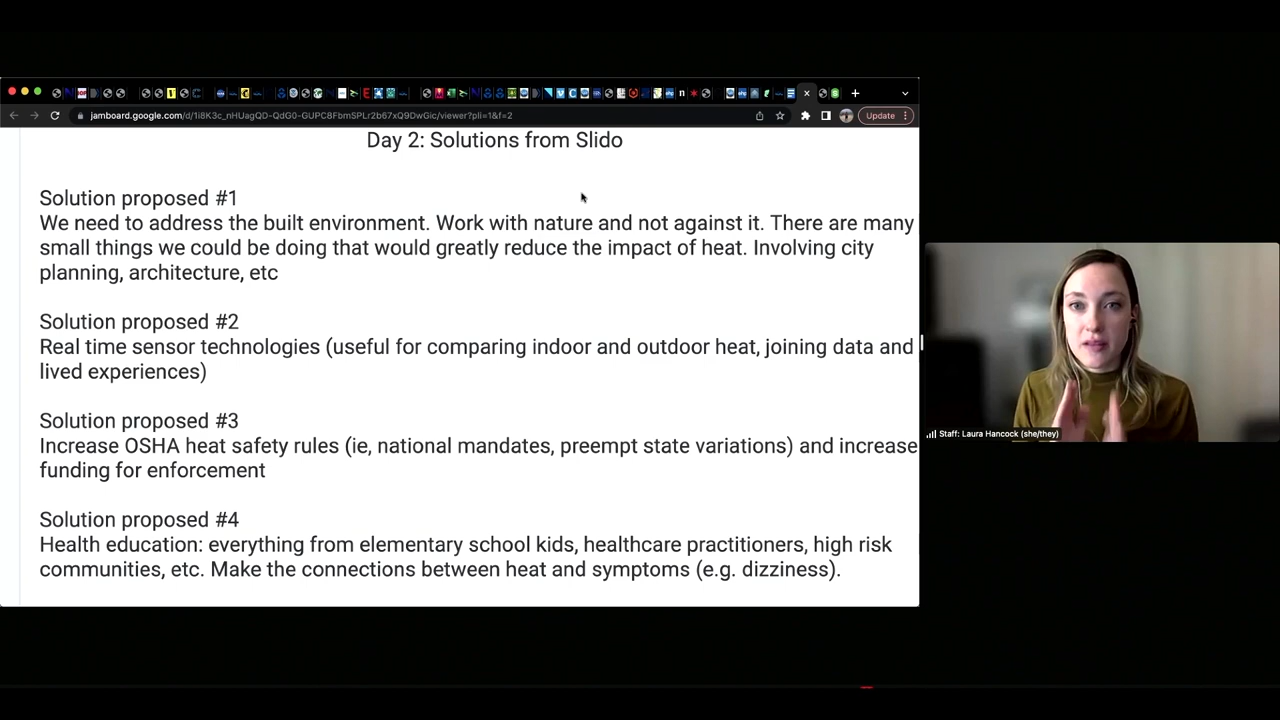 jamboard.google.com/d/1i8K3c_nHUagQD-QdG0-GUPC8FbmSPLr2b67xQ9DwGic/viewer?pli=1&f=2
Update
Day 2: Solutions from Slido
Solution proposed #1
We need to address the built environment. Work with nature and not against it. There are many
small things we could be doing that would greatly reduce the impact of heat. Involving city
planning, architecture, etc
Solution proposed #2
Real time sensor technologies (useful for comparing indoor and outdoor heat, joining data and
lived experiences)
Solution proposed #3
Increase OSHA heat safety rules (ie, national mandates, preempt state variations) and increase
funding for enforcement
Solution proposed #4
Health education: everything from elementary school kids, healthcare practitioners, high risk
communities, etc. Make the connections between heat and symptoms (e.g. dizziness).
Staff: Laura Hancock (she/they)